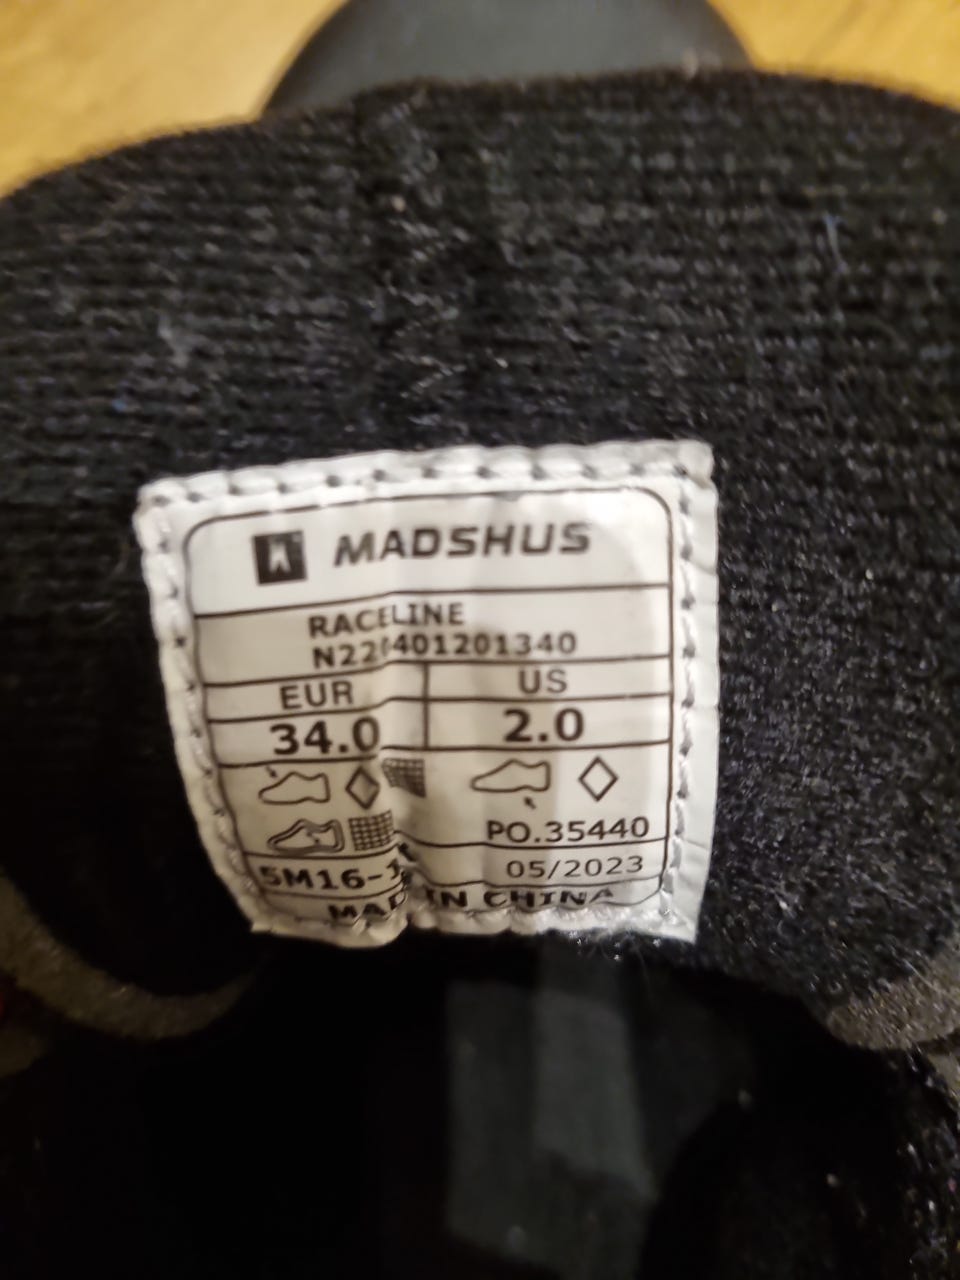 MADSHUS
RACELINE
EUR US
34.0 2.0
PO.35440
05/2023
IN CHINA